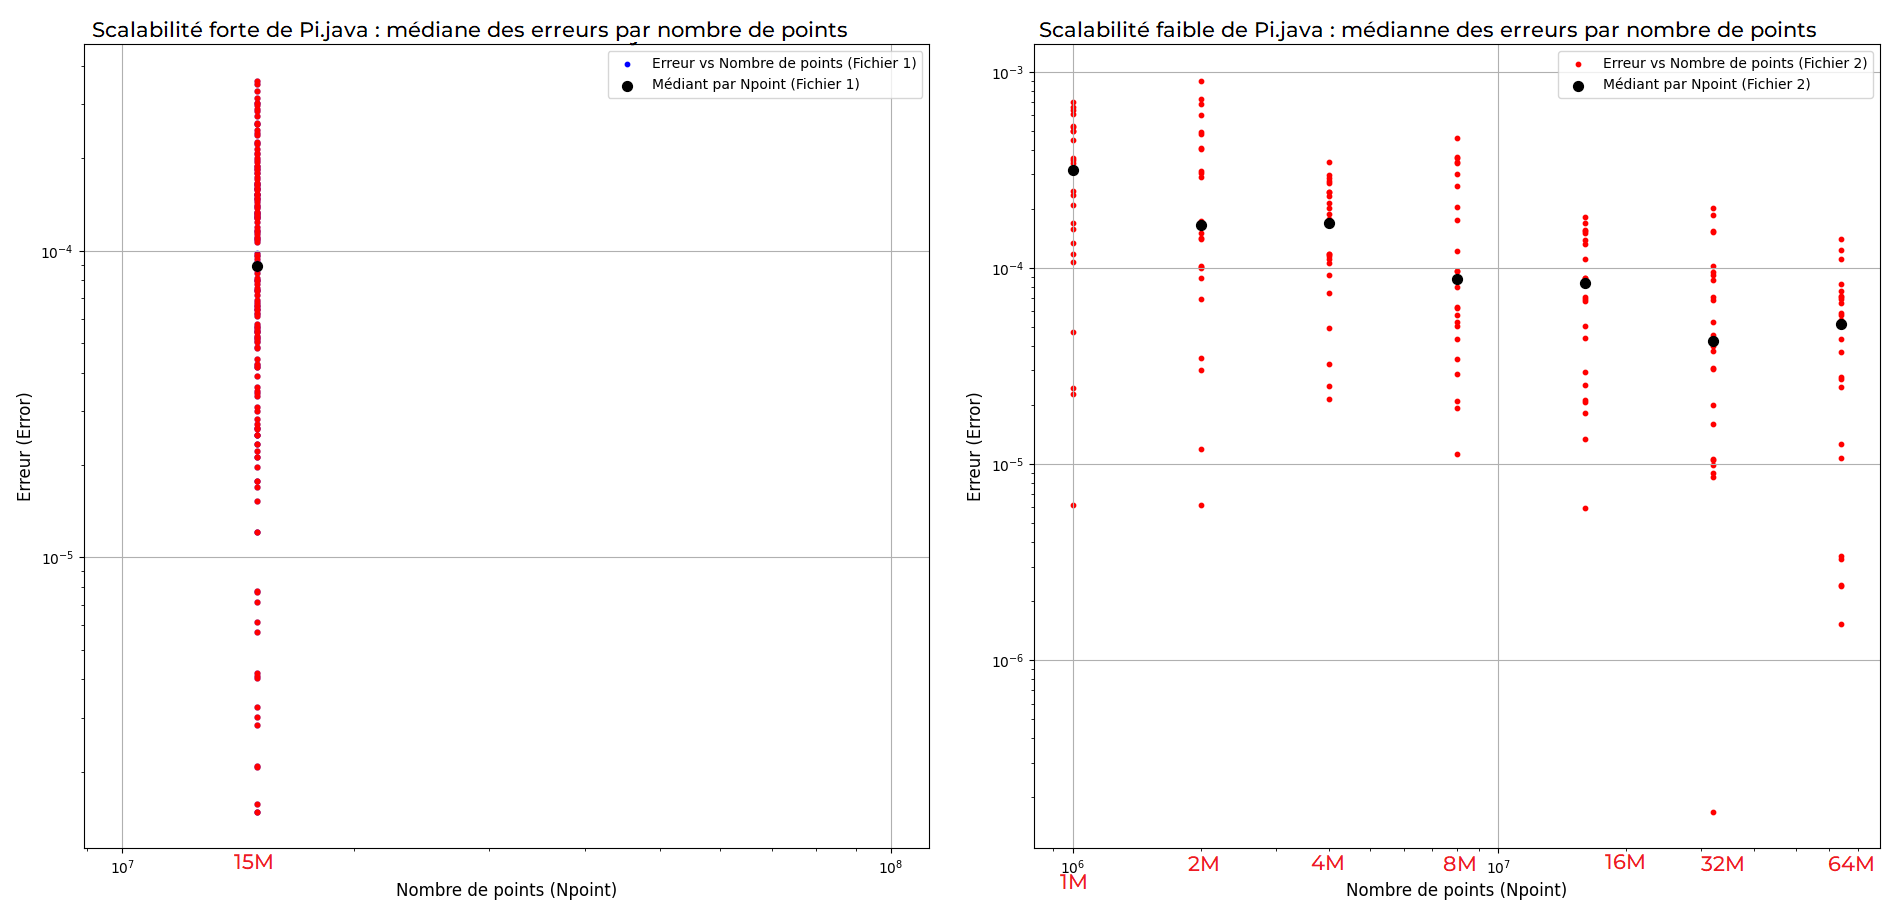 Scalabilité forte de Pi.java : médiane des erreurs par nombre de points
Erreur vs Nombre de points (Fichier 1)
Médiant par Npoint (Fichier 1)
Erreur (Error)
10⁻⁴
10⁻⁵
10⁷
15M
10⁸
Nombre de points (Npoint)
Scalabilité faible de Pi.java : médianne des erreurs par nombre de points
Erreur vs Nombre de points (Fichier 2)
Médiant par Npoint (Fichier 2)
Erreur (Error)
10⁻³
10⁻⁴
10⁻⁵
10⁻⁶
10⁶
1M
2M
4M
8M
10⁷
16M
32M
64M
Nombre de points (Npoint)